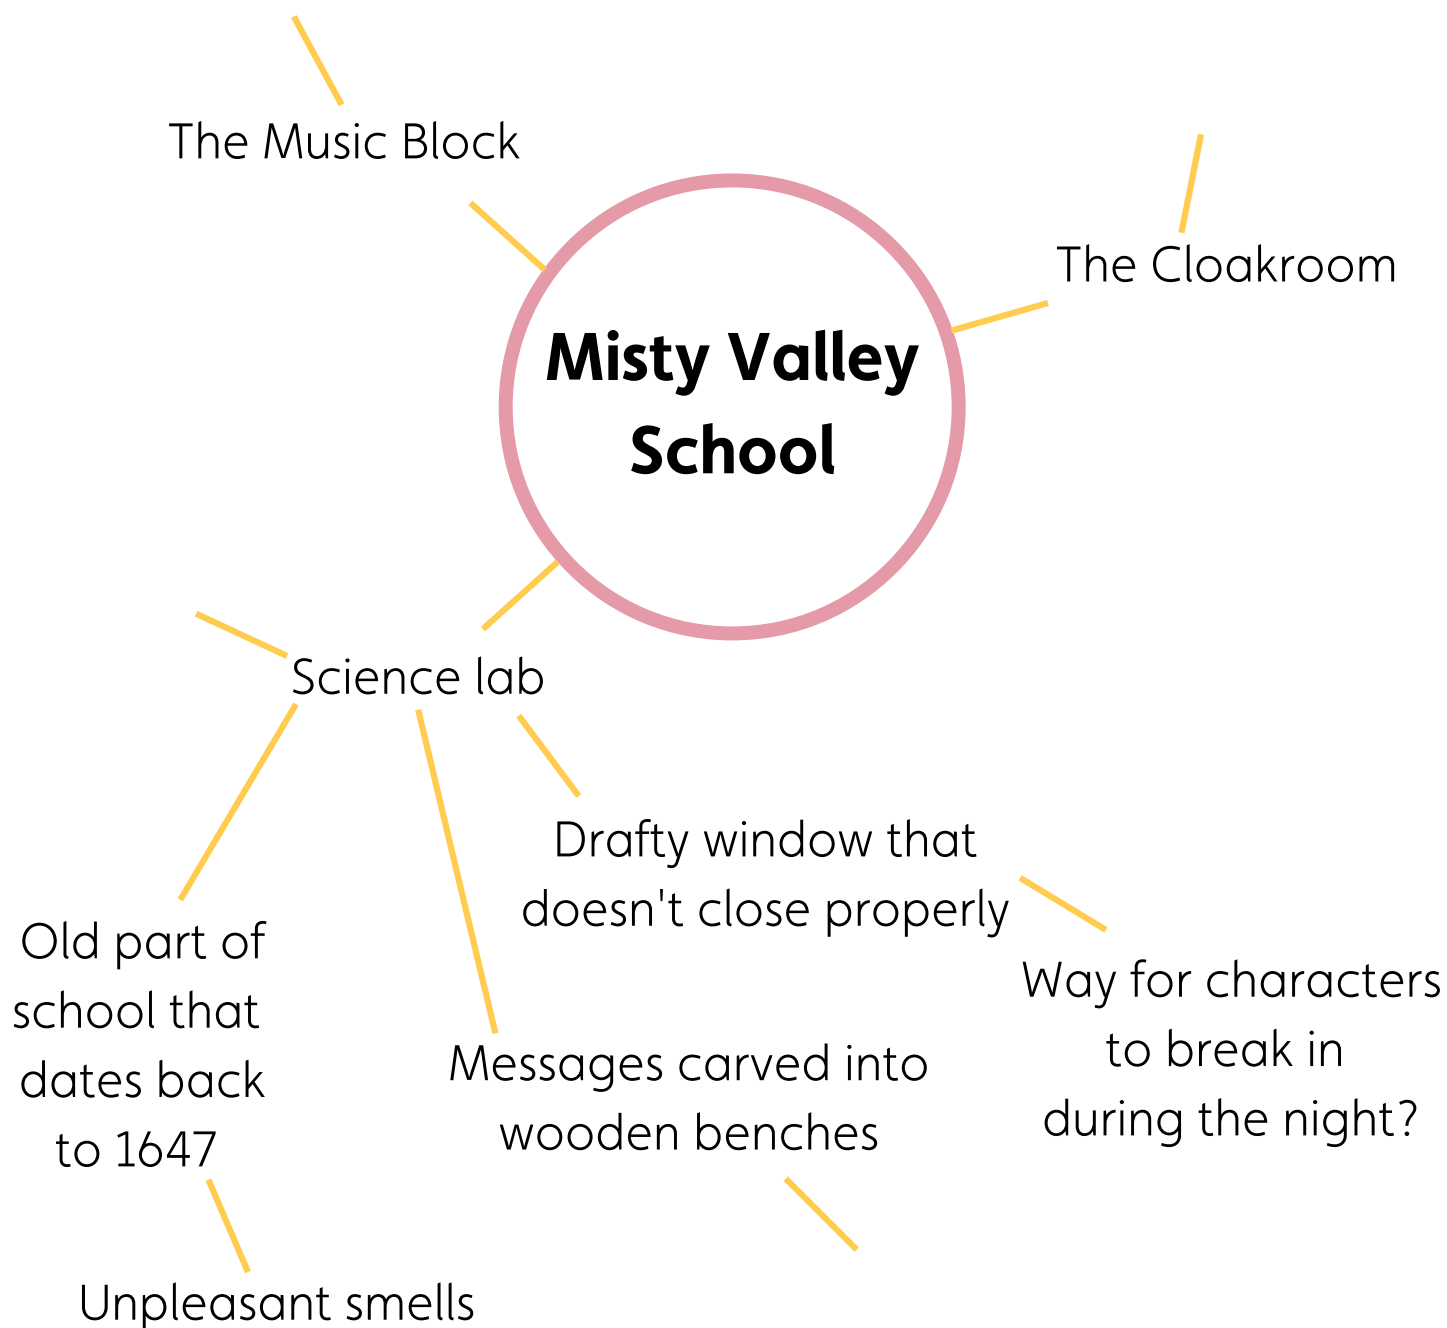 The Music Block
The Cloakroom
Misty Valley
School
Science lab
Drafty window that
doesn't close properly
Old part of
school that
dates back
to 1647
Way for characters
to break in
during the night?
Messages carved into
wooden benches
Unpleasant smells